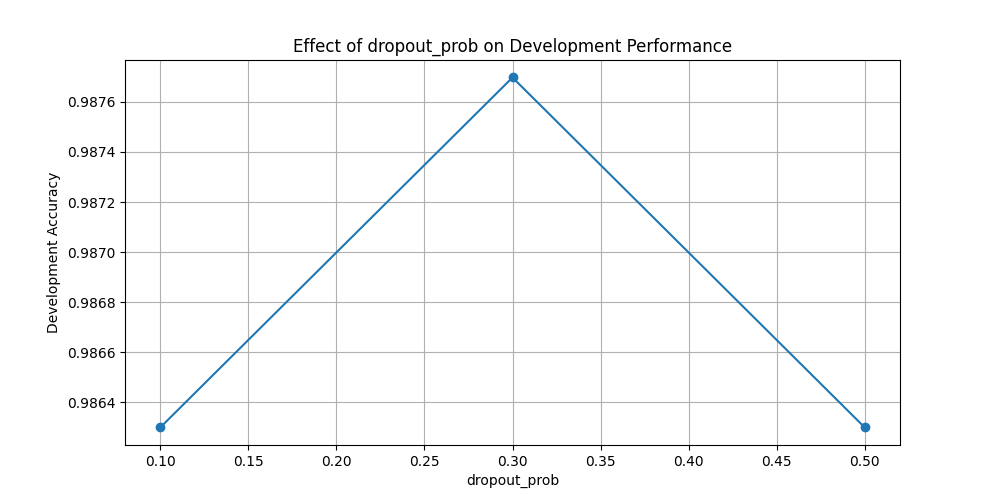 Effect of dropout_prob on Development Performance
Development Accuracy
0.9876
0.9874
0.9872
0.9870
0.9868
0.9866
0.9864
0.10 0.15 0.20 0.25 0.30 0.35 0.40 0.45 0.50
dropout_prob